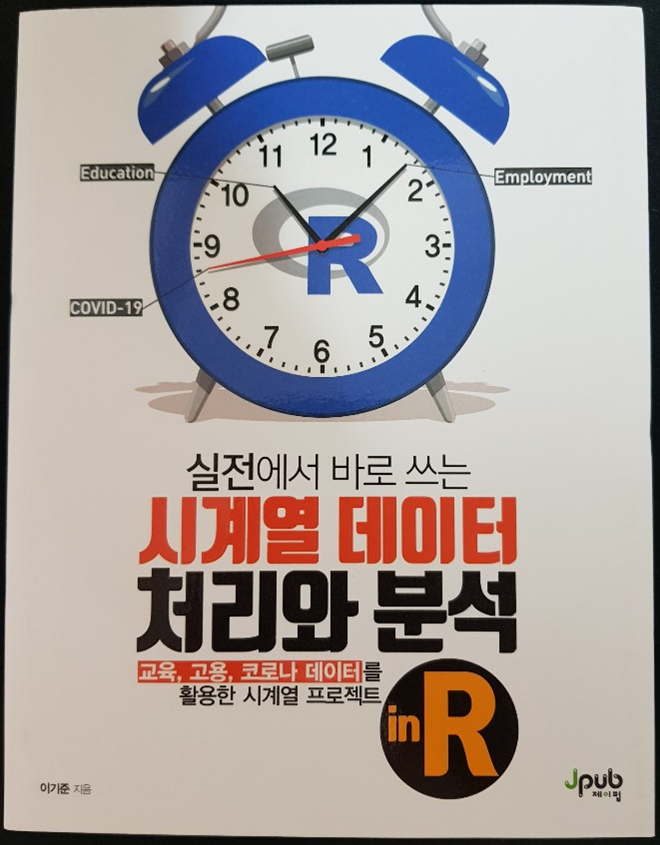 12
11
1
Education
10
2
Employment
R
9
3
COVID-19
8
4
7
5
6
실전에서 바로 쓰는
시계열 데이터
처리와 분석
교육, 고용, 코로나 데이터를
활용한 시계열 프로젝트
in R
이기준 지음
Jpub
제이펍